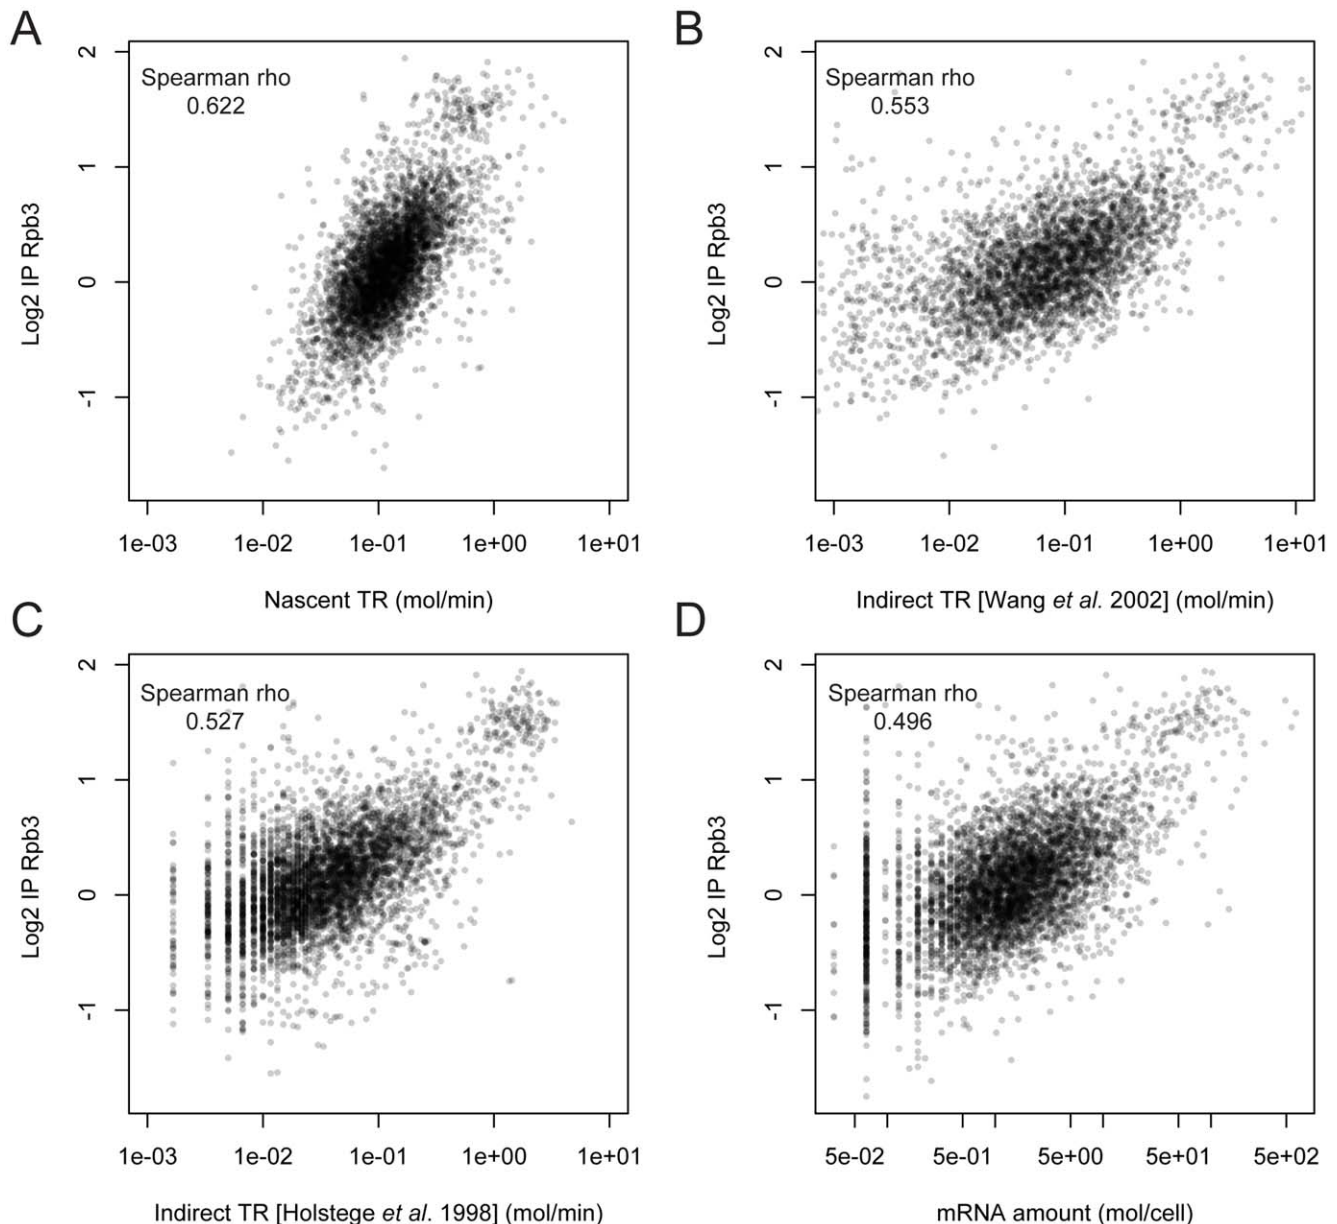 A
Spearman rho
0.622
2
1
0
-1
Log2 IP Rpb3
1e-03 1e-02 1e-01 1e+00 1e+01
Nascent TR (mol/min)
B
Spearman rho
0.553
2
1
0
-1
Log2 IP Rpb3
1e-03 1e-02 1e-01 1e+00 1e+01
Indirect TR [Wang et al. 2002] (mol/min)
C
Spearman rho
0.527
2
1
0
-1
Log2 IP Rpb3
1e-03 1e-02 1e-01 1e+00 1e+01
Indirect TR [Holstege et al. 1998] (mol/min)
D
Spearman rho
0.496
2
1
0
-1
Log2 IP Rpb3
5e-02 5e-01 5e+00 5e+01 5e+02
mRNA amount (mol/cell)